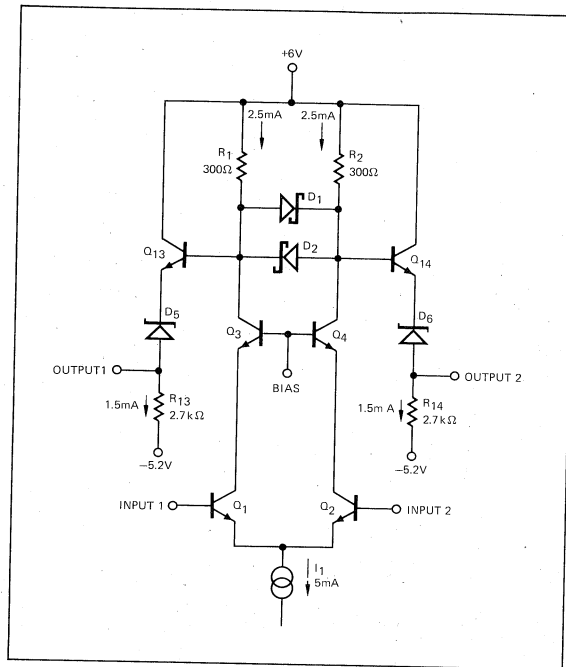 +6V
2.5mA 2.5mA
R1 300Ω
R2 300Ω
D1
D2
Q13
Q14
D5
D6
Q3
Q4
BIAS
OUTPUT1
OUTPUT 2
1.5mA
R13 2.7kΩ
1.5mA
R14 2.7kΩ
−5.2V
−5.2V
INPUT 1
Q1
Q2
INPUT 2
I1 5mA